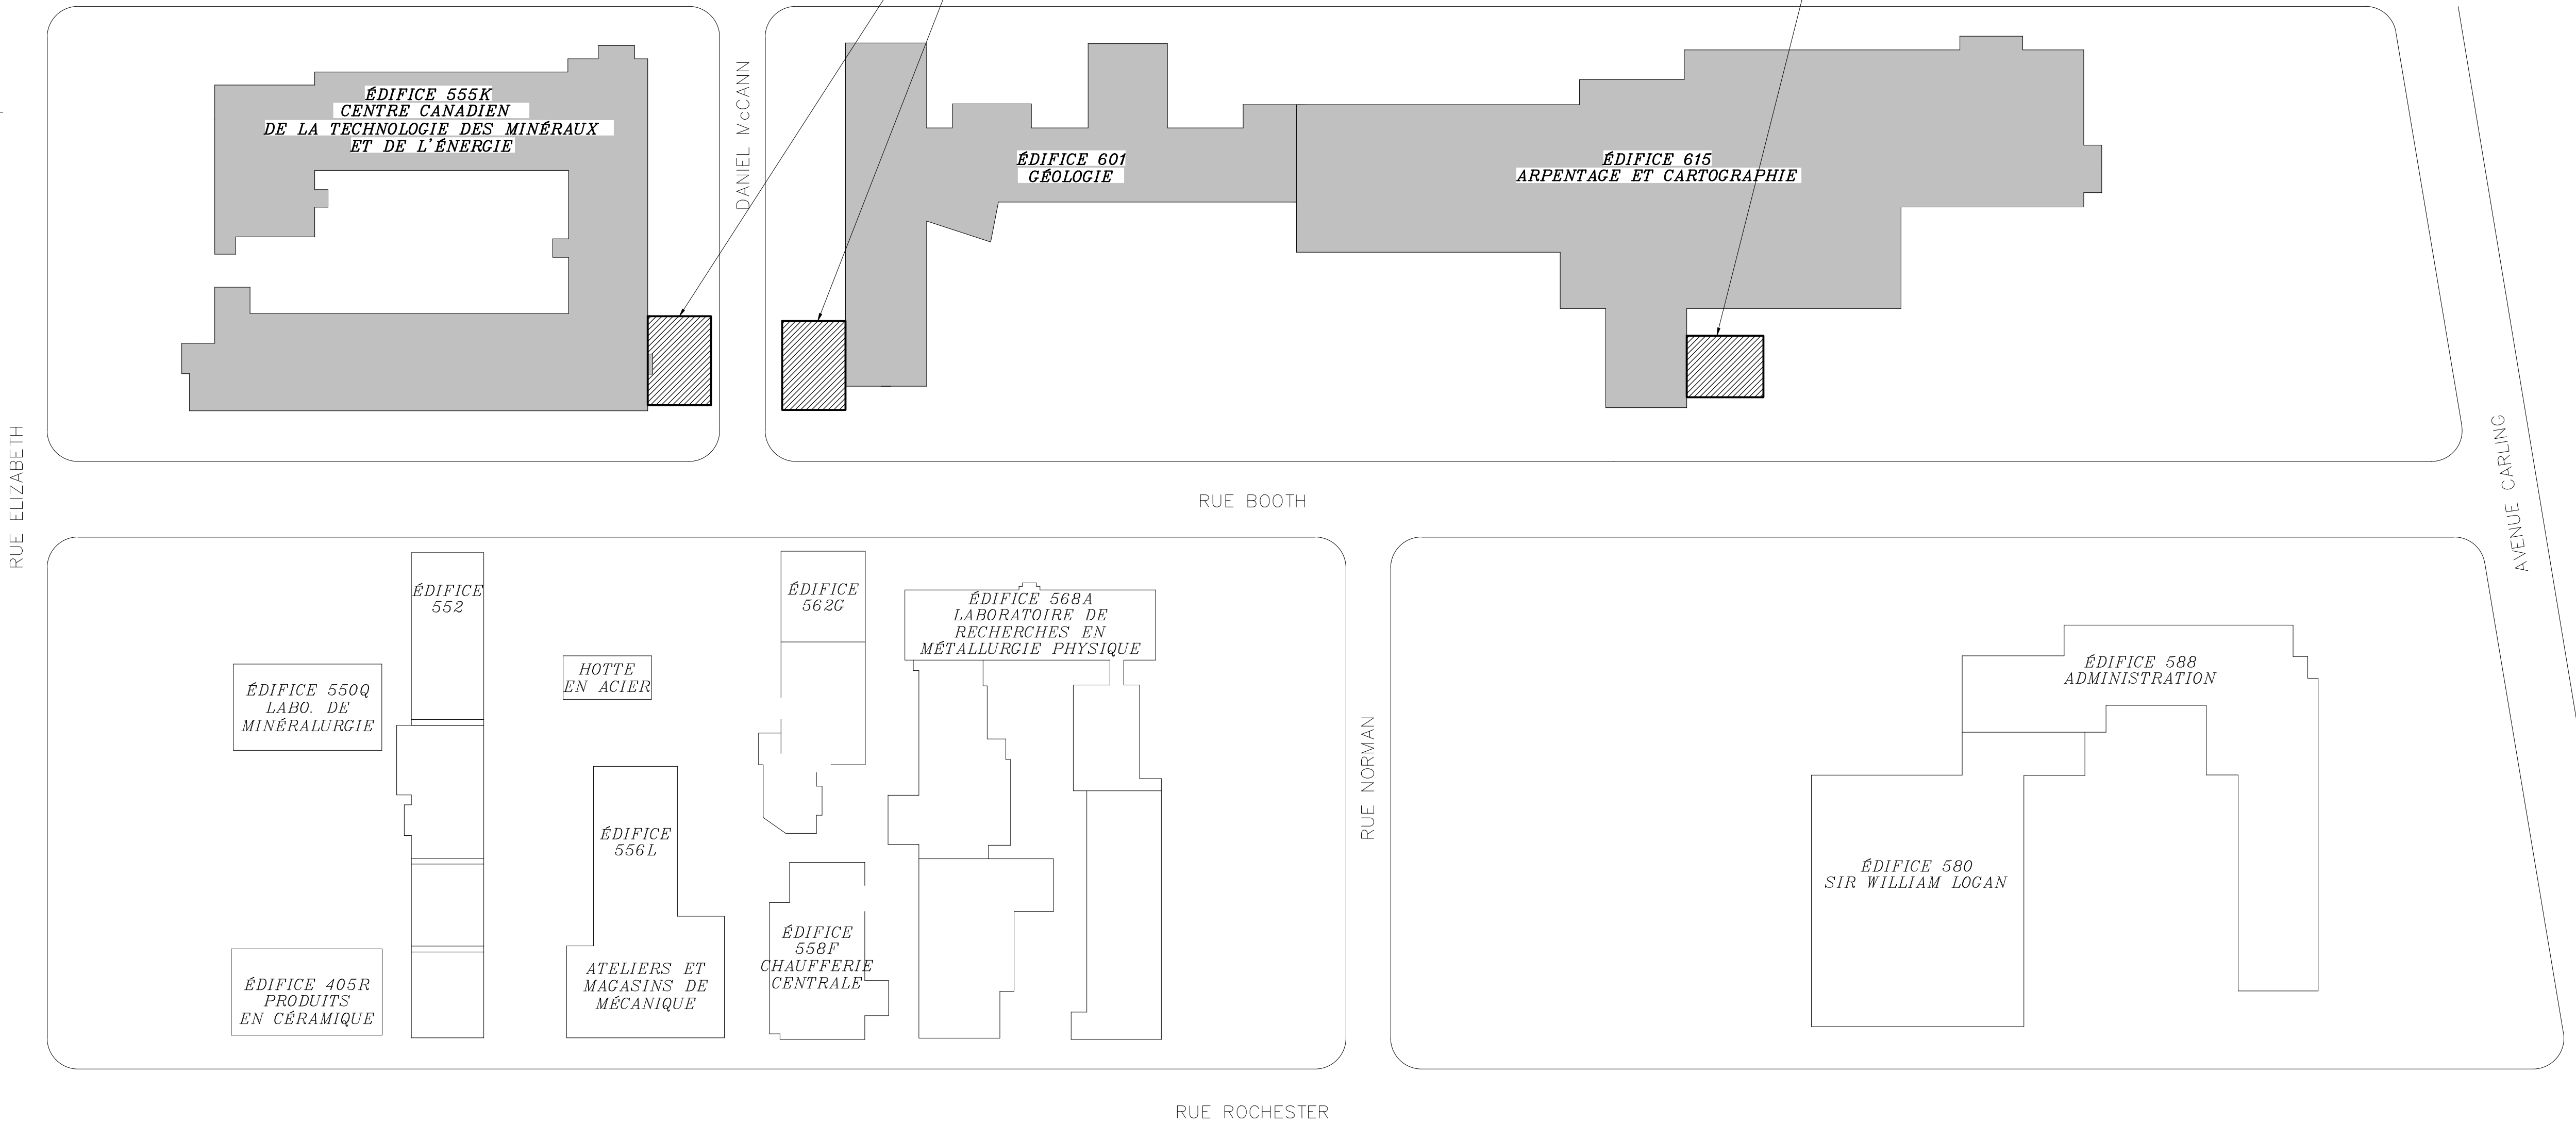 ÉDIFICE 555K
CENTRE CANADIEN
DE LA TECHNOLOGIE DES MINÉRAUX
ET DE L'ÉNERGIE
DANIEL McCANN
ÉDIFICE 601
GÉOLOGIE
ÉDIFICE 615
ARPENTAGE ET CARTOGRAPHIE
RUE ELIZABETH
RUE BOOTH
AVENUE CARLING
ÉDIFICE
552
ÉDIFICE
562G
ÉDIFICE 568A
LABORATOIRE DE
RECHERCHES EN
MÉTALLURGIE PHYSIQUE
HOTTE
EN ACIER
ÉDIFICE 550Q
LABO. DE
MINÉRALURGIE
ÉDIFICE 588
ADMINISTRATION
RUE NORMAN
ÉDIFICE
556L
ATELIERS ET
MAGASINS DE
MÉCANIQUE
ÉDIFICE 580
SIR WILLIAM LOGAN
ÉDIFICE
558F
CHAUFFERIE
CENTRALE
ÉDIFICE 405R
PRODUITS
EN CÉRAMIQUE
RUE ROCHESTER